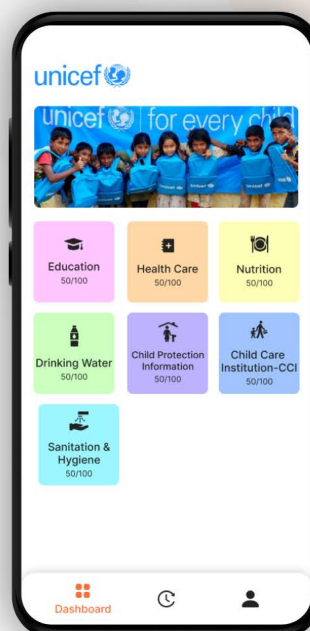 unicef
unicef for every child
Education
50/100
Health Care
50/100
Nutrition
50/100
Drinking Water
50/100
Child Protection
Information
50/100
Child Care
Institution-CCI
50/100
Sanitation &
Hygiene
50/100
Dashboard